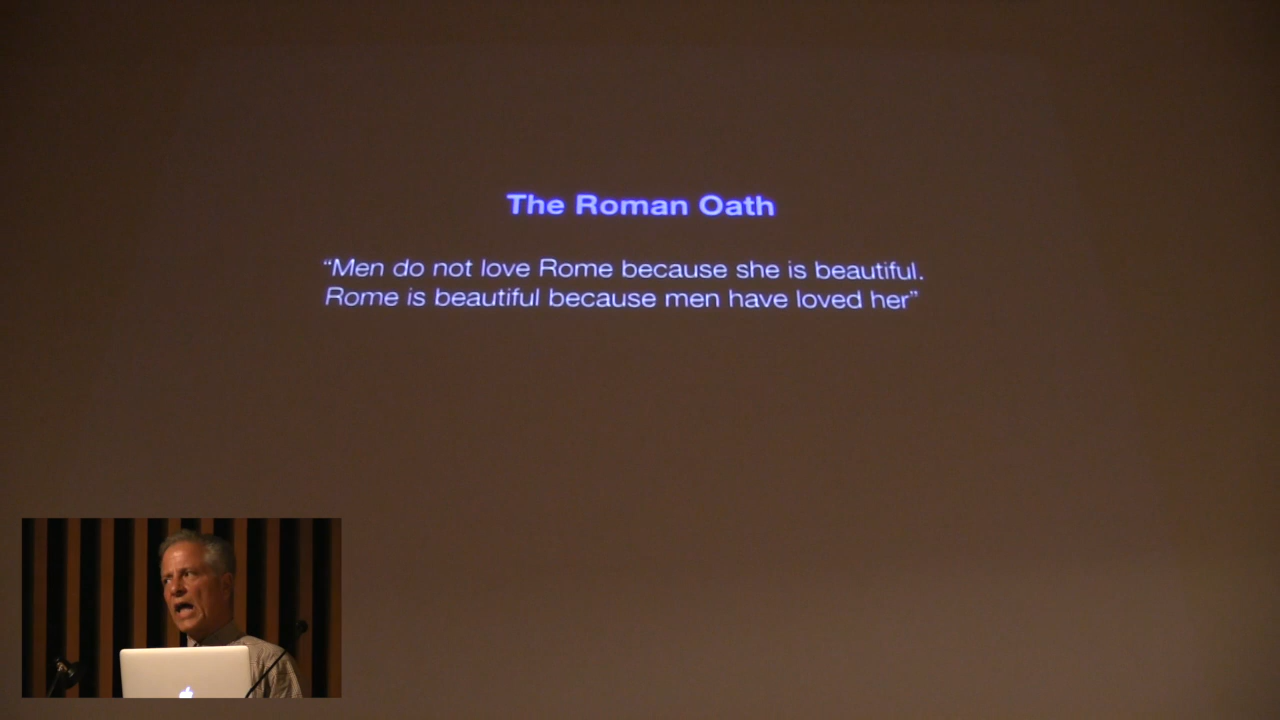 The Roman Oath
“Men do not love Rome because she is beautiful.
Rome is beautiful because men have loved her”